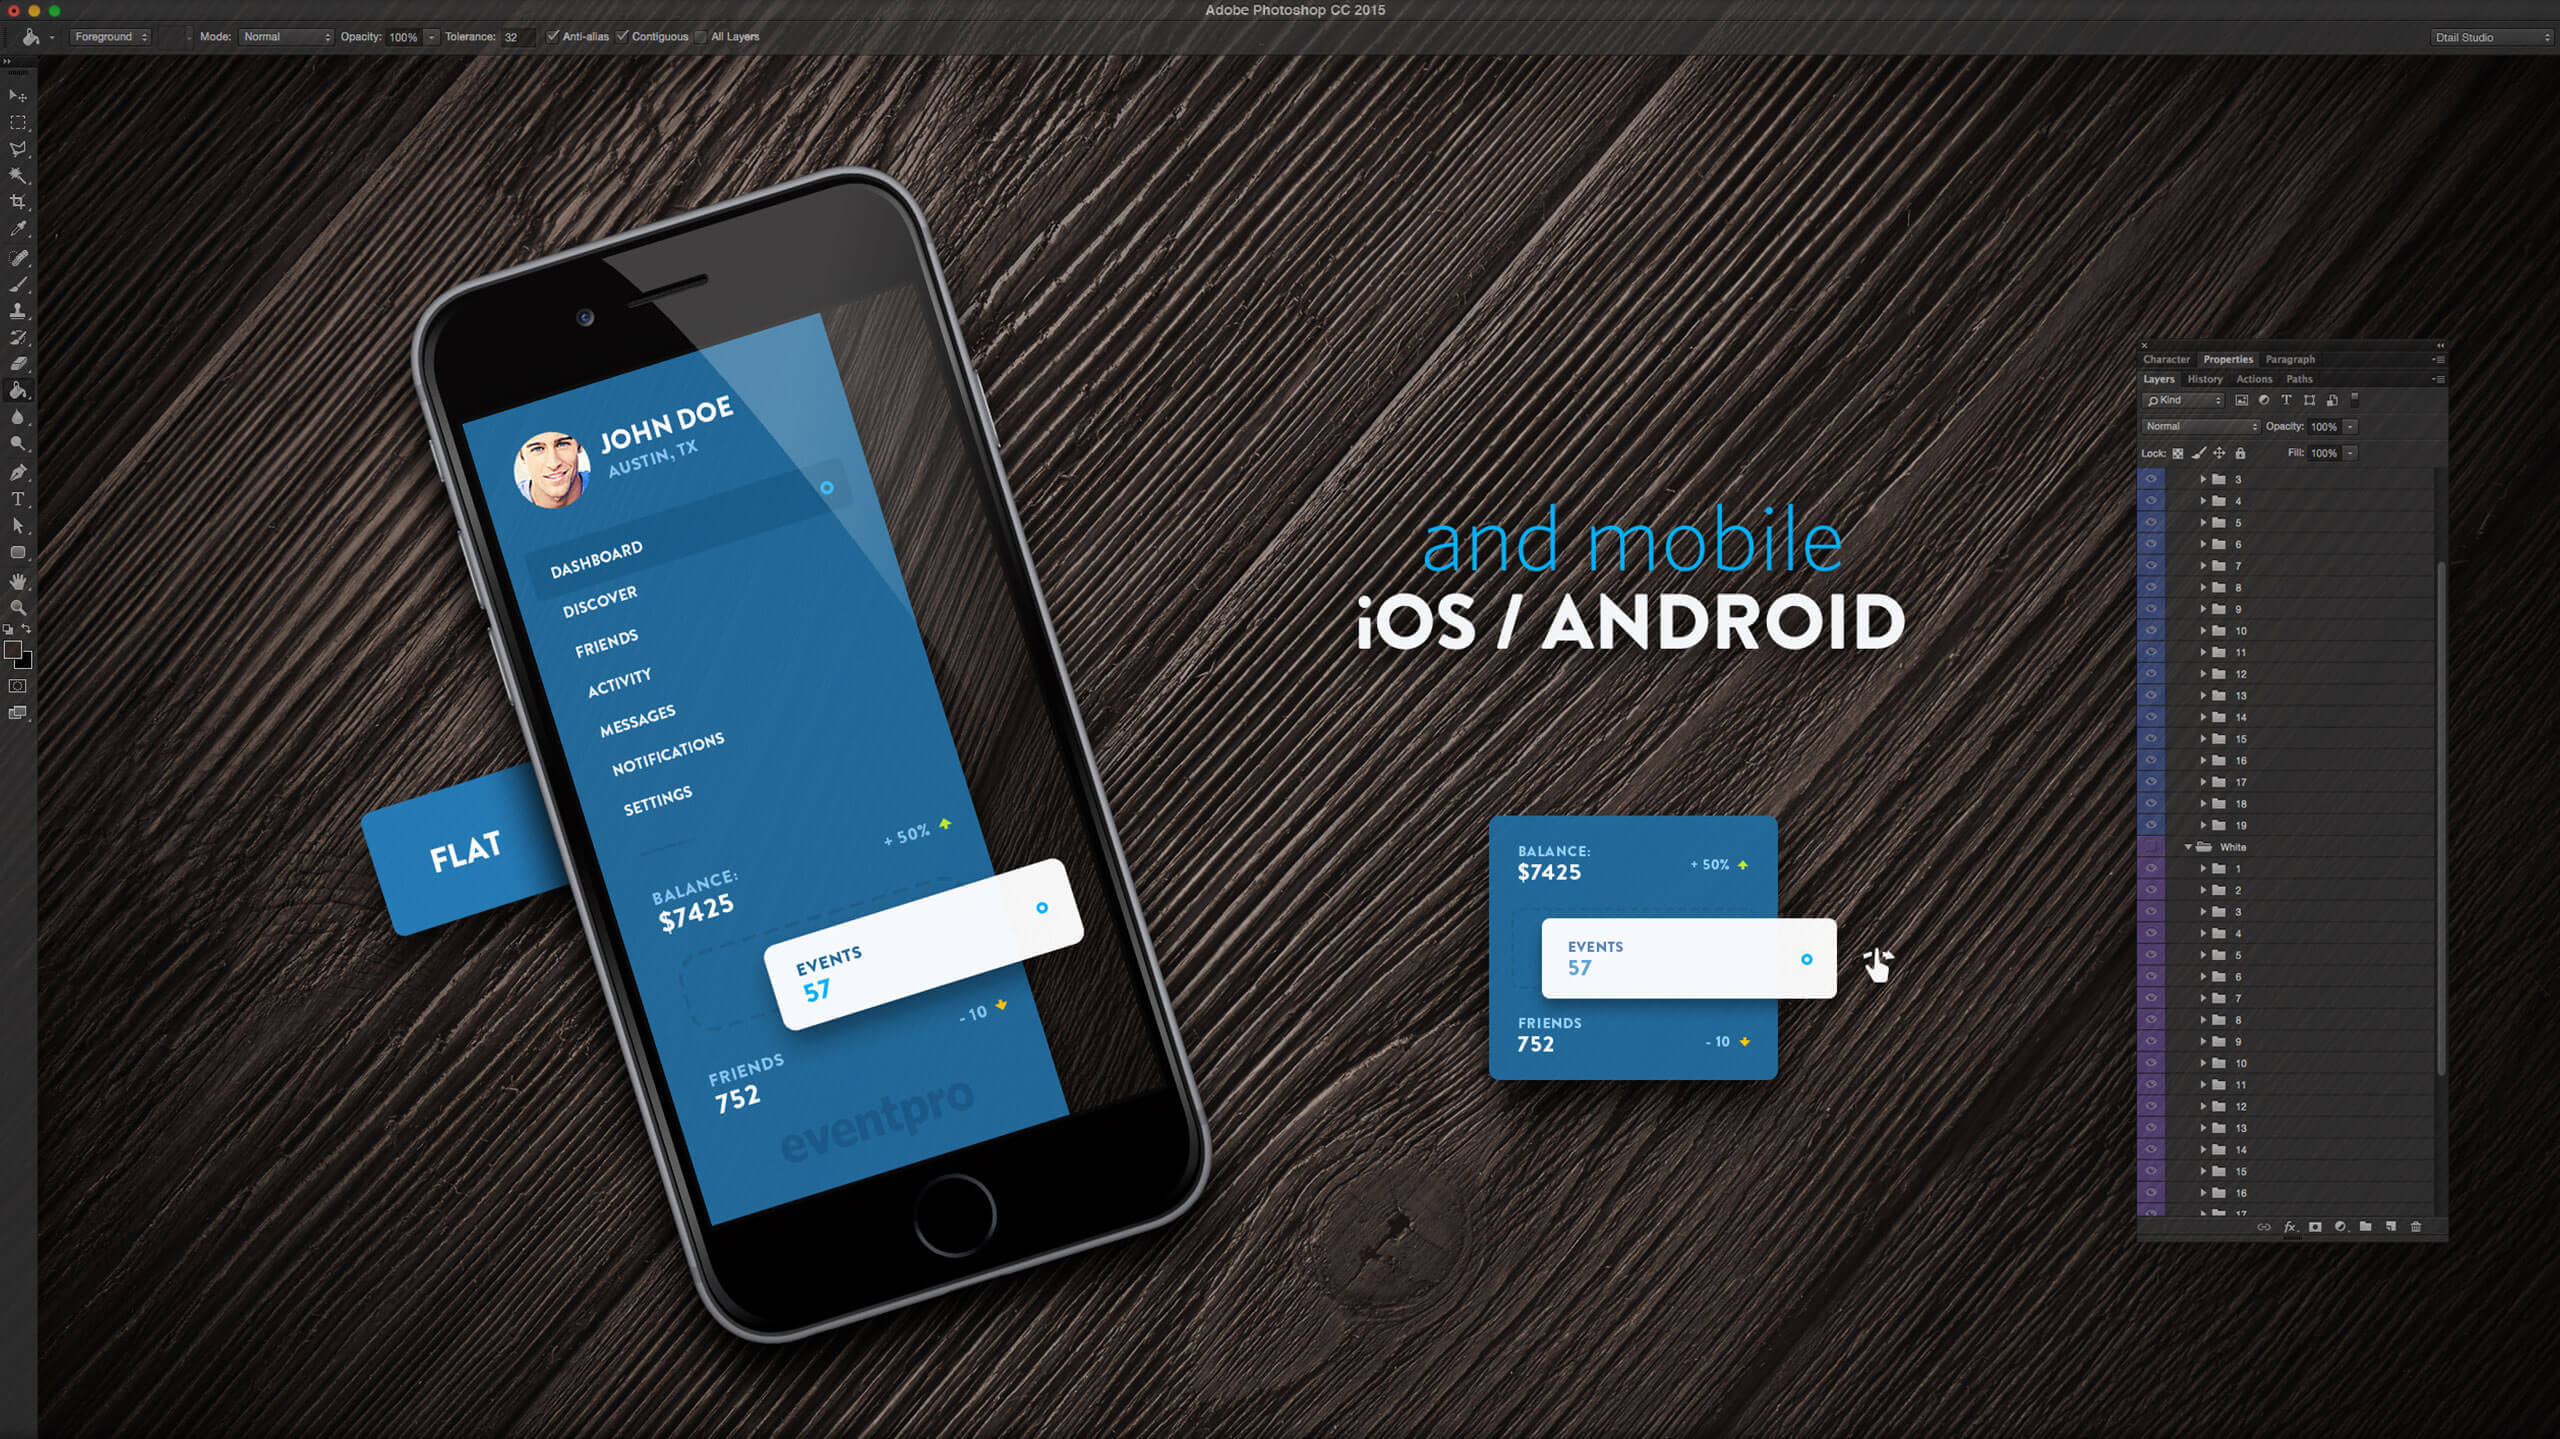 Adobe Photoshop CC 2015
Foreground
Mode: Normal
Opacity: 100%
Tolerance: 32
Anti-alias
Contiguous
All Layers
Dtail Studio
JOHN DOE
AUSTIN, TX
DASHBOARD
DISCOVER
FRIENDS
ACTIVITY
MESSAGES
NOTIFICATIONS
SETTINGS
+ 50%
BALANCE:
$7425
EVENTS
57
- 10
FRIENDS
752
eventpro
FLAT
and mobile
iOS / ANDROID
BALANCE:
$7425
+ 50%
EVENTS
57
FRIENDS
752
- 10
Character Properties Paragraph
Layers History Actions Paths
Kind
Normal Opacity: 100%
Lock: Fill: 100%
3
4
5
6
7
8
9
10
11
12
13
14
15
16
17
18
19
White
1
2
3
4
5
6
7
8
9
10
11
12
13
14
15
16
17